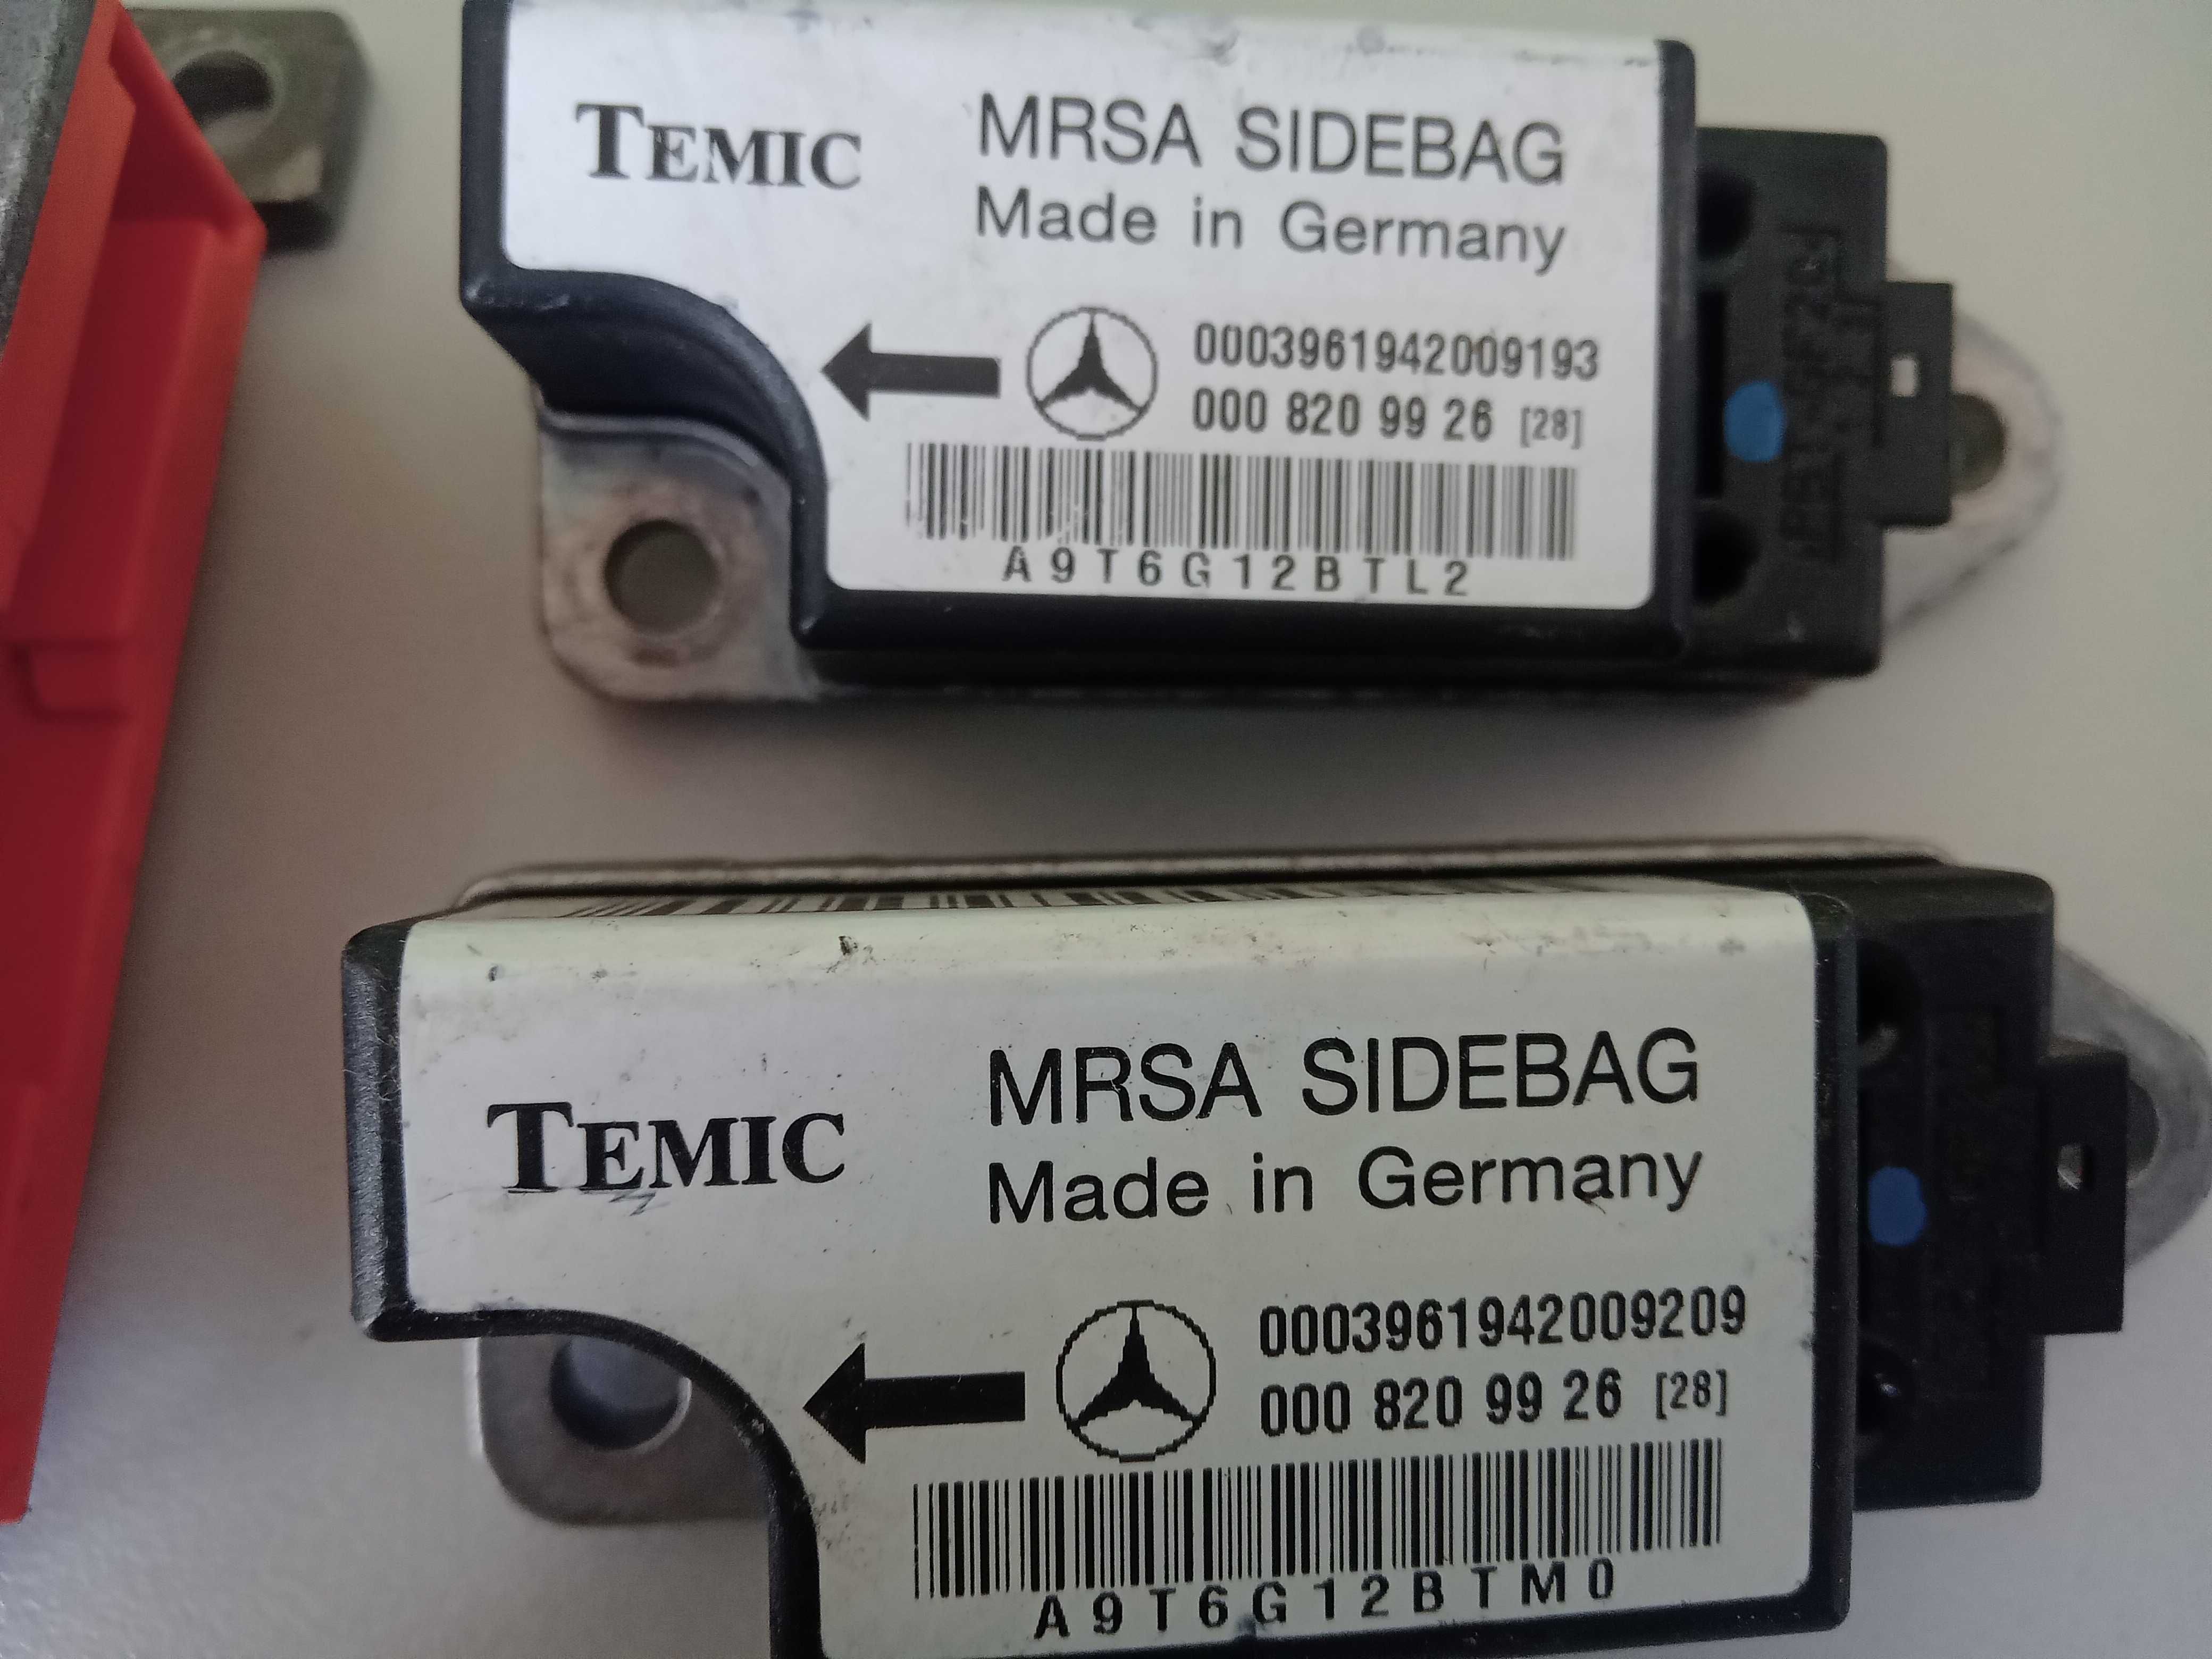 TEMIC
MRSA SIDEBAG
Made in Germany
0003961942009193
000 820 99 26 [28]
A9T6G12BTL2
TEMIC
MRSA SIDEBAG
Made in Germany
0003961942009209
000 820 99 26 [28]
A9T6G12BTM0